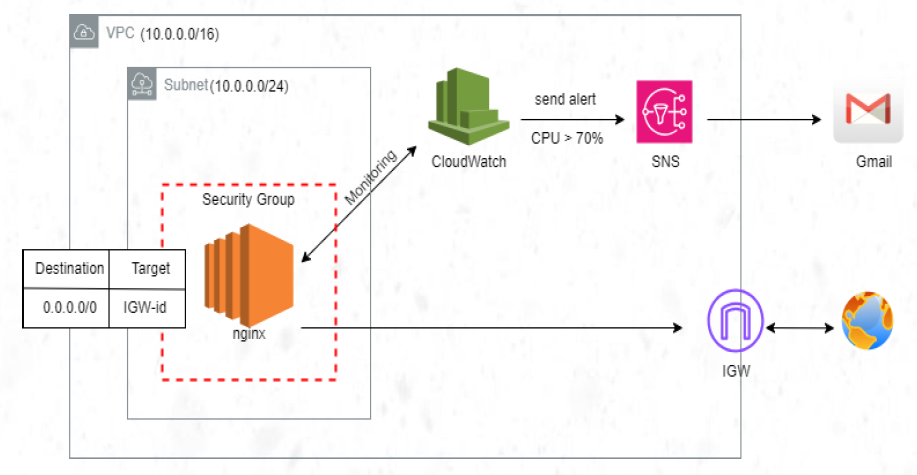 VPC (10.0.0.0/16)
Subnet(10.0.0.0/24)
send alert
CPU > 70%
CloudWatch
SNS
Gmail
Monitoring
Security Group
Destination Target
0.0.0.0/0 IGW-id
nginx
IGW